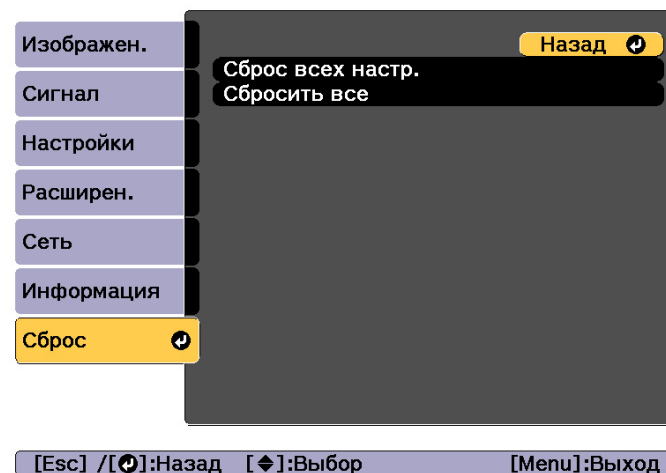 Изображен.
Сигнал
Настройки
Расширен.
Сеть
Информация
Сброс
Назад
Сброс всех настр.
Сбросить все
[Esc] /[]:Назад []:Выбор [Menu]:Выход